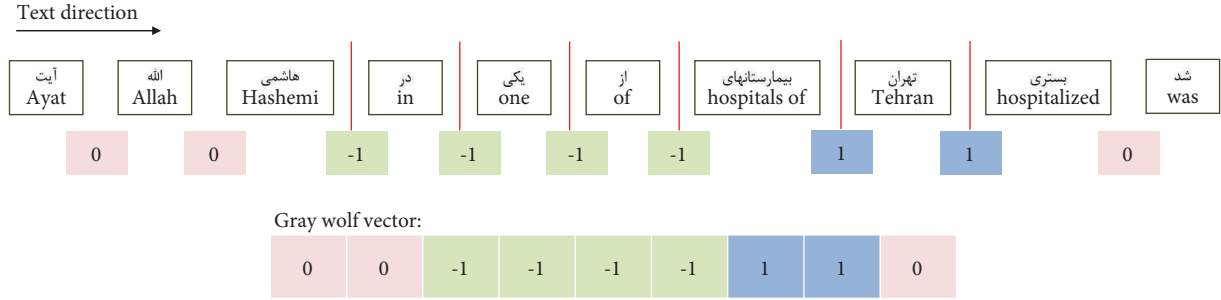 Text direction
آیت الله هاشمی در یکی از بیمارستانهای تهران بستری شد
Ayat Allah Hashemi in one of hospitals of Tehran hospitalized was
0 0 -1 -1 -1 -1 1 1 0
Gray wolf vector:
0 0 -1 -1 -1 -1 1 1 0